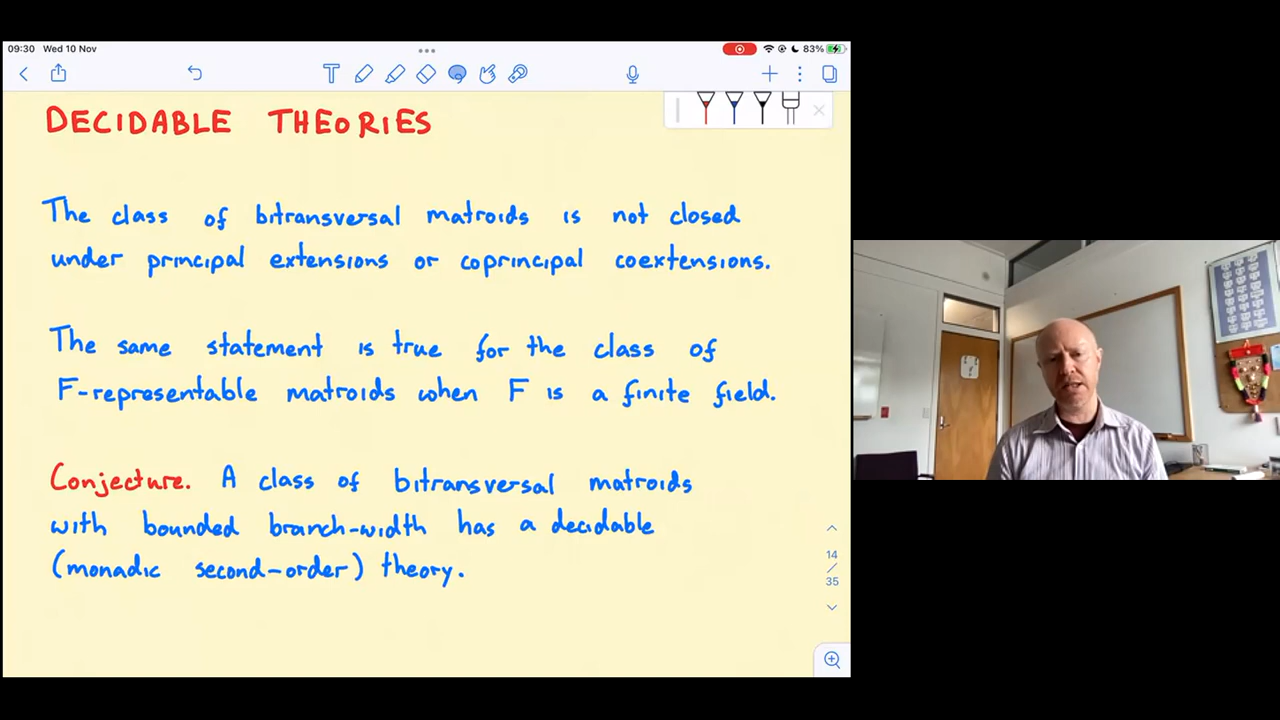 09:30 Wed 10 Nov
83%
DECIDABLE THEORIES
The class of bitransversal matroids is not closed
under principal extensions or coprincipal coextensions.
The same statement is true for the class of
F-representable matroids when F is a finite field.
Conjecture. A class of bitransversal matroids
with bounded branch-width has a decidable
(monadic second-order) theory.
14
/
35